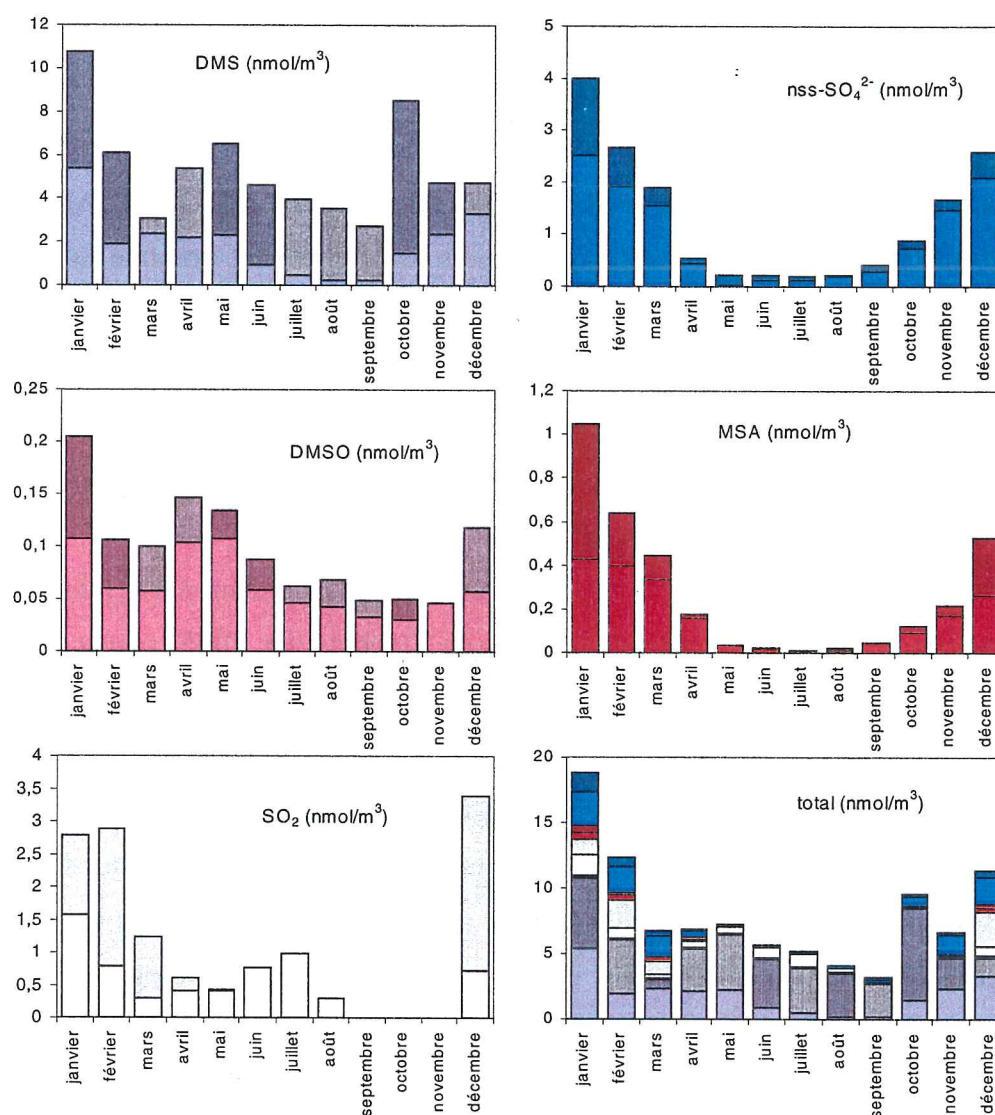 DMS (nmol/m³)
12
10
8
6
4
2
0
janvier
février
mars
avril
mai
juin
juillet
août
septembre
octobre
novembre
décembre
nss-SO₄²⁻ (nmol/m³)
5
4
3
2
1
0
janvier
février
mars
avril
mai
juin
juillet
août
septembre
octobre
novembre
décembre
DMSO (nmol/m³)
0,25
0,2
0,15
0,1
0,05
0
janvier
février
mars
avril
mai
juin
juillet
août
septembre
octobre
novembre
décembre
MSA (nmol/m³)
1,2
1
0,8
0,6
0,4
0,2
0
janvier
février
mars
avril
mai
juin
juillet
août
septembre
octobre
novembre
décembre
SO₂ (nmol/m³)
4
3,5
3
2,5
2
1,5
1
0,5
0
janvier
février
mars
avril
mai
juin
juillet
août
septembre
octobre
novembre
décembre
total (nmol/m³)
20
15
10
5
0
janvier
février
mars
avril
mai
juin
juillet
août
septembre
octobre
novembre
décembre